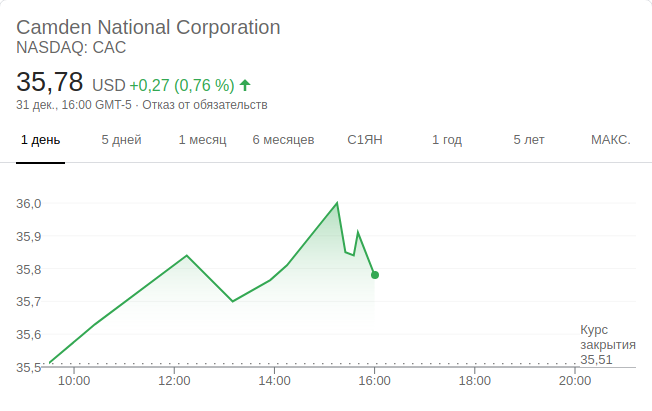 Camden National Corporation
NASDAQ: CAC
35,78 USD +0,27 (0,76 %)
31 дек., 16:00 GMT-5 · Отказ от обязательств
1 день 5 дней 1 месяц 6 месяцев С1ЯН 1 год 5 лет МАКС.
36,0
35,9
35,8
35,7
35,6
35,5
Курс
закрытия
35,51
10:00 12:00 14:00 16:00 18:00 20:00